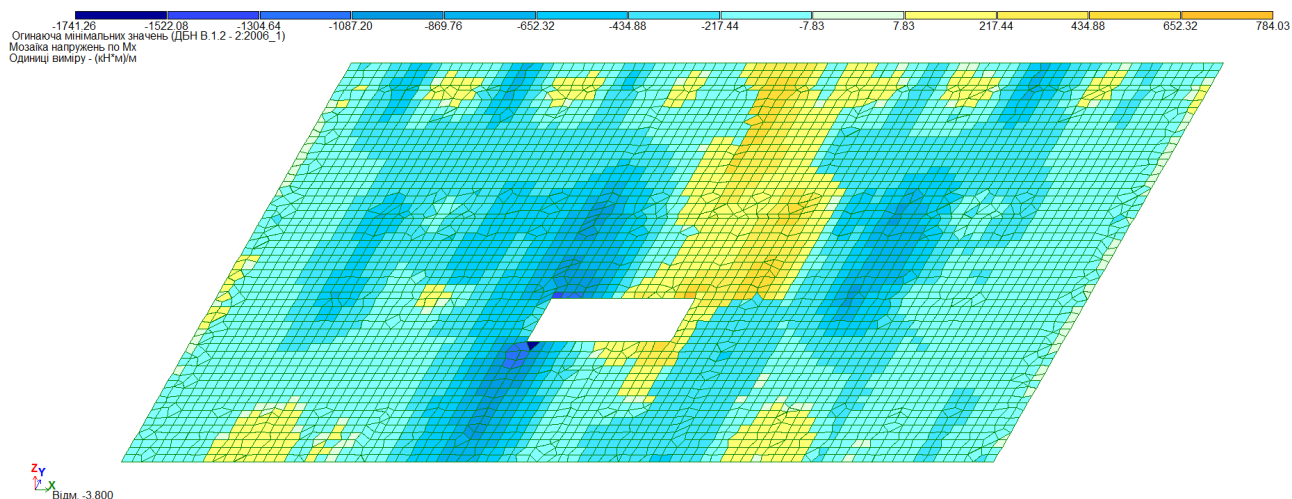 -1741.26 -1522.08 -1304.64 -1087.20 -869.76 -652.32 -434.88 -217.44 -7.83 7.83 217.44 434.88 652.32 784.03
Огинаюча мінімальних значень (ДБН В.1.2 - 2:2006_1)
Мозаїка напружень по Mx
Одиниці виміру - (кН*м)/м
Z
Y
X
Відм. -3.800